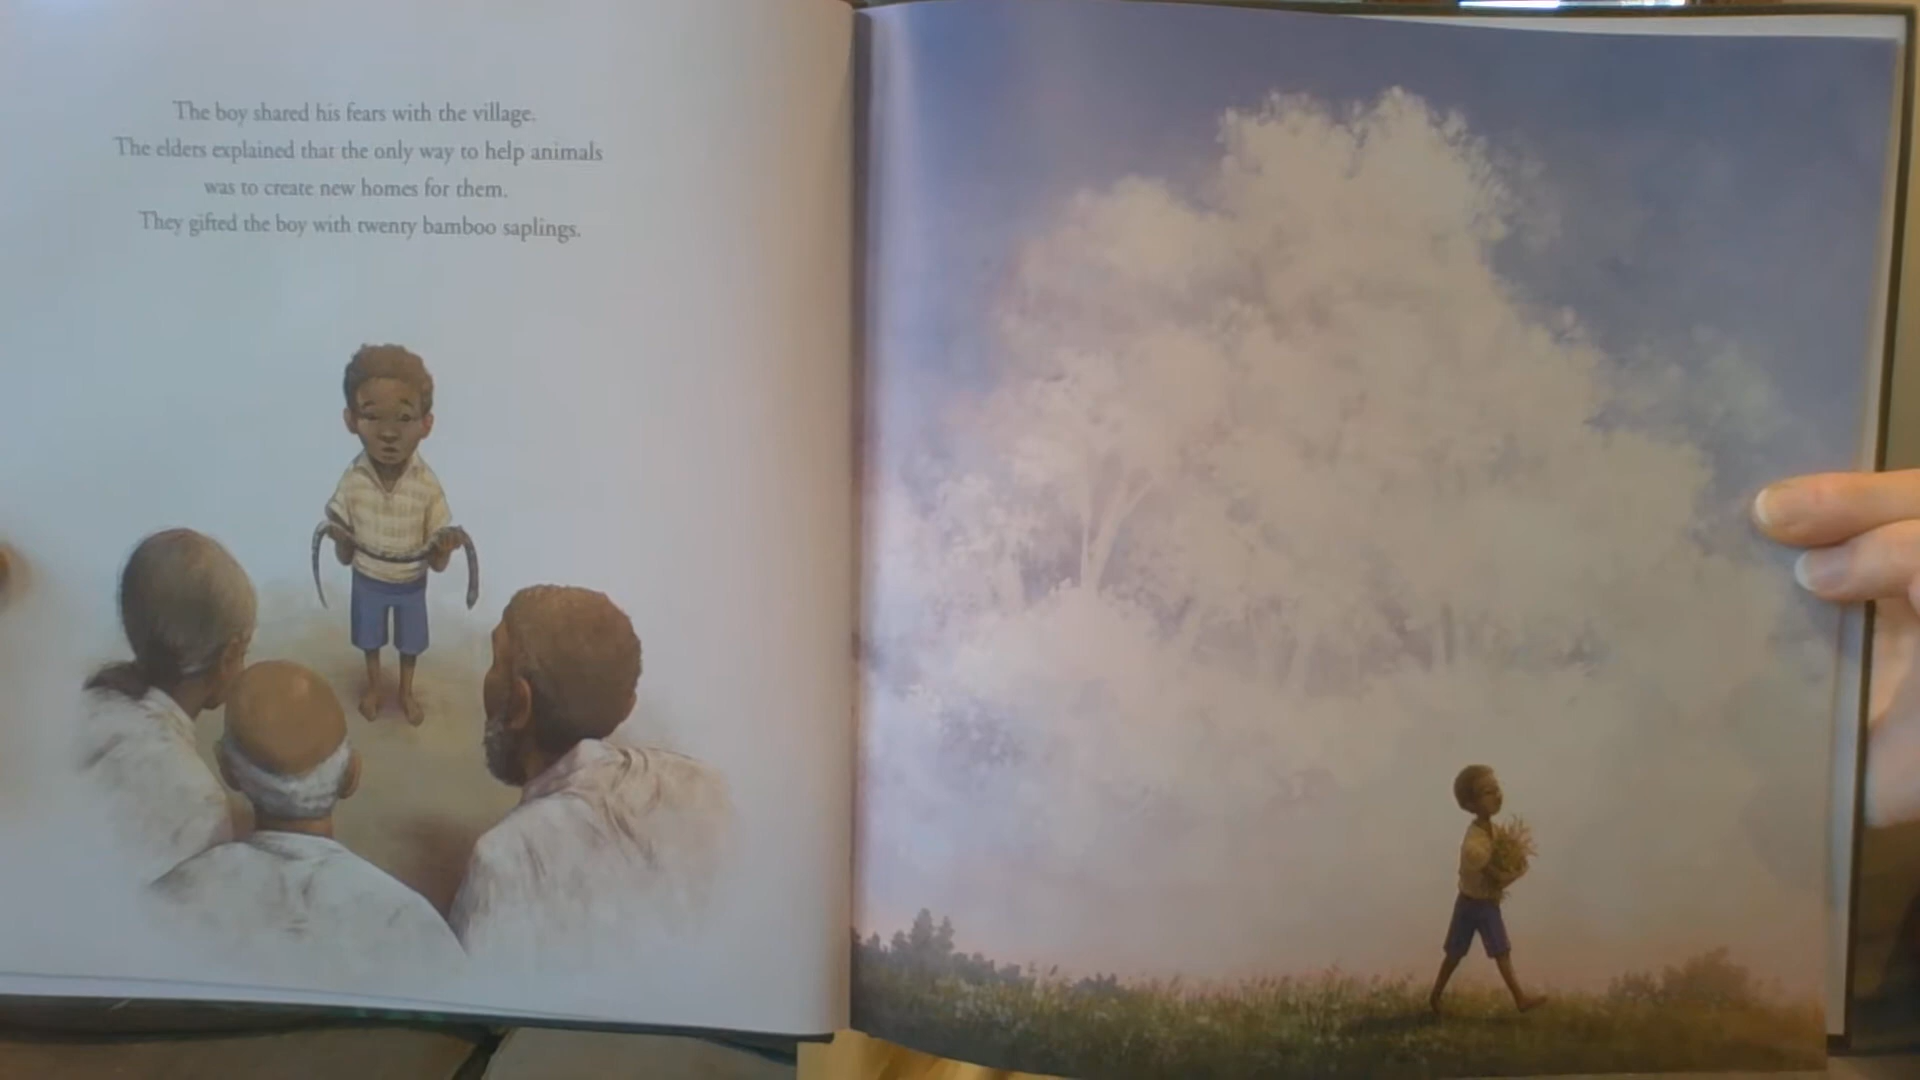 The boy shared his fears with the village.
The elders explained that the only way to help animals
was to create new homes for them.
They gifted the boy with twenty bamboo saplings.